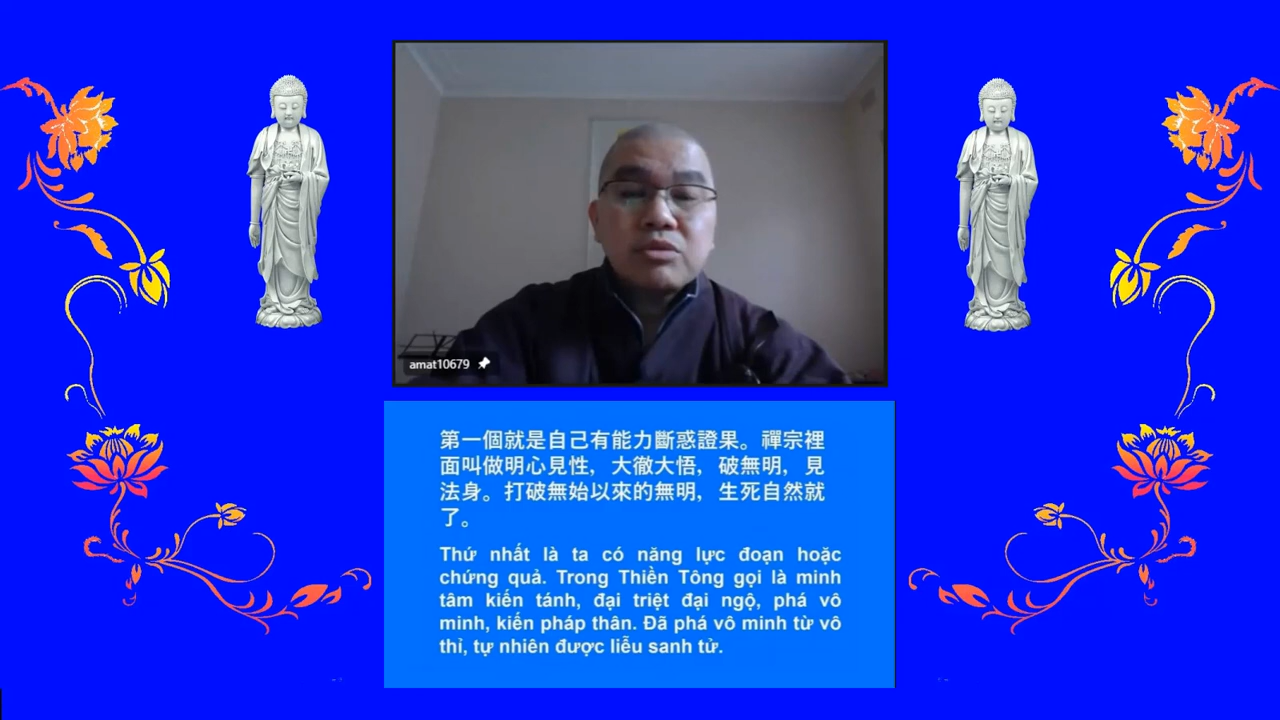 amat10679
第一個就是自己有能力斷惑證果。禪宗裡
面叫做明心見性，大徹大悟，破無明，見
法身。打破無始以來的無明，生死自然就
了。
Thứ nhất là ta có năng lực đoạn hoặc
chứng quả. Trong Thiền Tông gọi là minh
tâm kiến tánh, đại triệt đại ngộ, phá vô
minh, kiến pháp thân. Đã phá vô minh từ vô
thỉ, tự nhiên được liễu sanh tử.